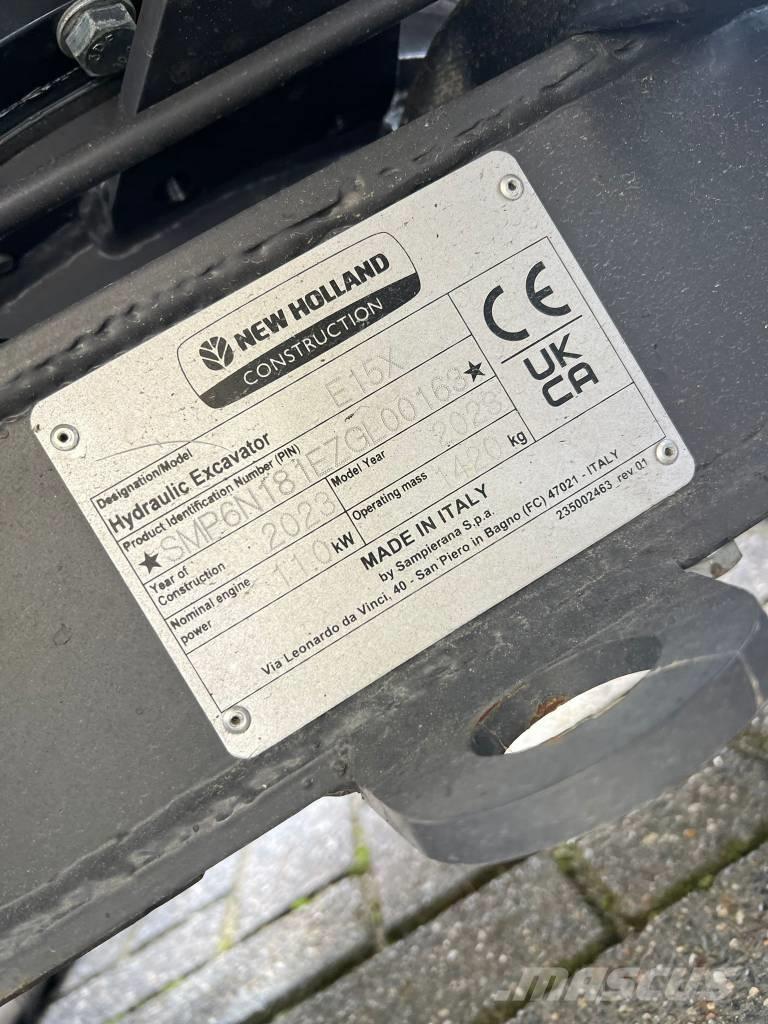 NEW HOLLAND
CONSTRUCTION
CE
UK
CA
Designation/Model
Hydraulic Excavator E15X
Product Identification Number (PIN)
★SMP6N181EZGL00163★
Year of Construction 2023 Model Year 2023
Nominal engine power 11.0 kW Operating mass 1420 kg
MADE IN ITALY
by Sampierana S.p.a.
Via Leonardo da Vinci, 40 - San Piero in Bagno (FC) 47021 - ITALY
235002463_rev 01
MASCUS